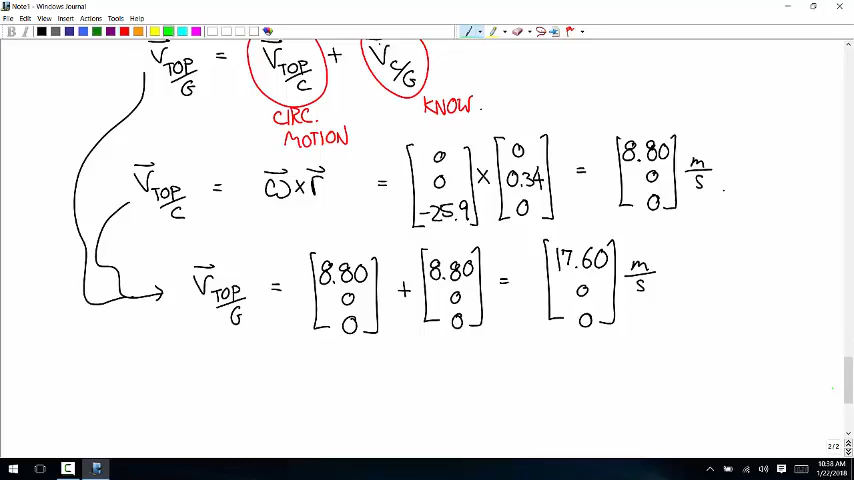 Note1 - Windows Journal
File Edit View Insert Actions Tools Help
B
V⃗ TOP/G = V⃗ TOP/C + V⃗ C/G
CIRC. MOTION
KNOW.
V⃗ TOP/C = ω⃗ × r⃗ = [0 0 -25.9] × [0 0.34 0] = [8.80 0 0] m/s .
V⃗ TOP/G = [8.80 0 0] + [8.80 0 0] = [17.60 0 0] m/s
2/2
10:38 AM
1/22/2018